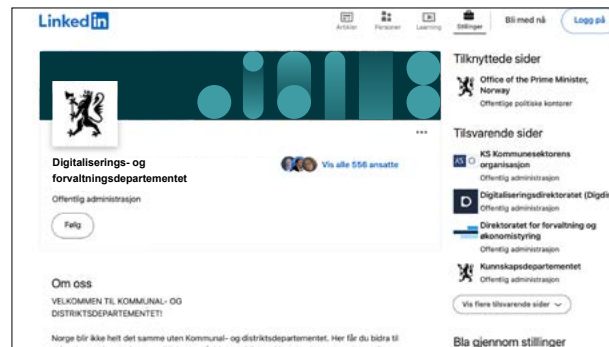 Linked in
Artikler
Personer
Learning
Stillinger
Bli med nå
Logg på
Digitaliserings- og
forvaltningsdepartementet
Vis alle 556 ansatte
Offentlig administrasjon
Følg
Om oss
VELKOMMEN TIL KOMMUNAL- OG
DISTRIKTSDEPARTEMENTET!
Norge blir ikke helt det samme uten Kommunal- og distriktsdepartementet. Her får du bidra til
Tilknyttede sider
Office of the Prime Minister,
Norway
Offentlige politiske kontorer
Tilsvarende sider
KS
KS Kommunesektorens
organisasjon
Offentlig administrasjon
D
Digitaliseringsdirektoratet (Digdir
Offentlig administrasjon
Direktoratet for forvaltning og
økonomistyring
Offentlig administrasjon
Kunnskapsdepartementet
Offentlig administrasjon
Vis flere tilsvarende sider
Bla gjennom stillinger